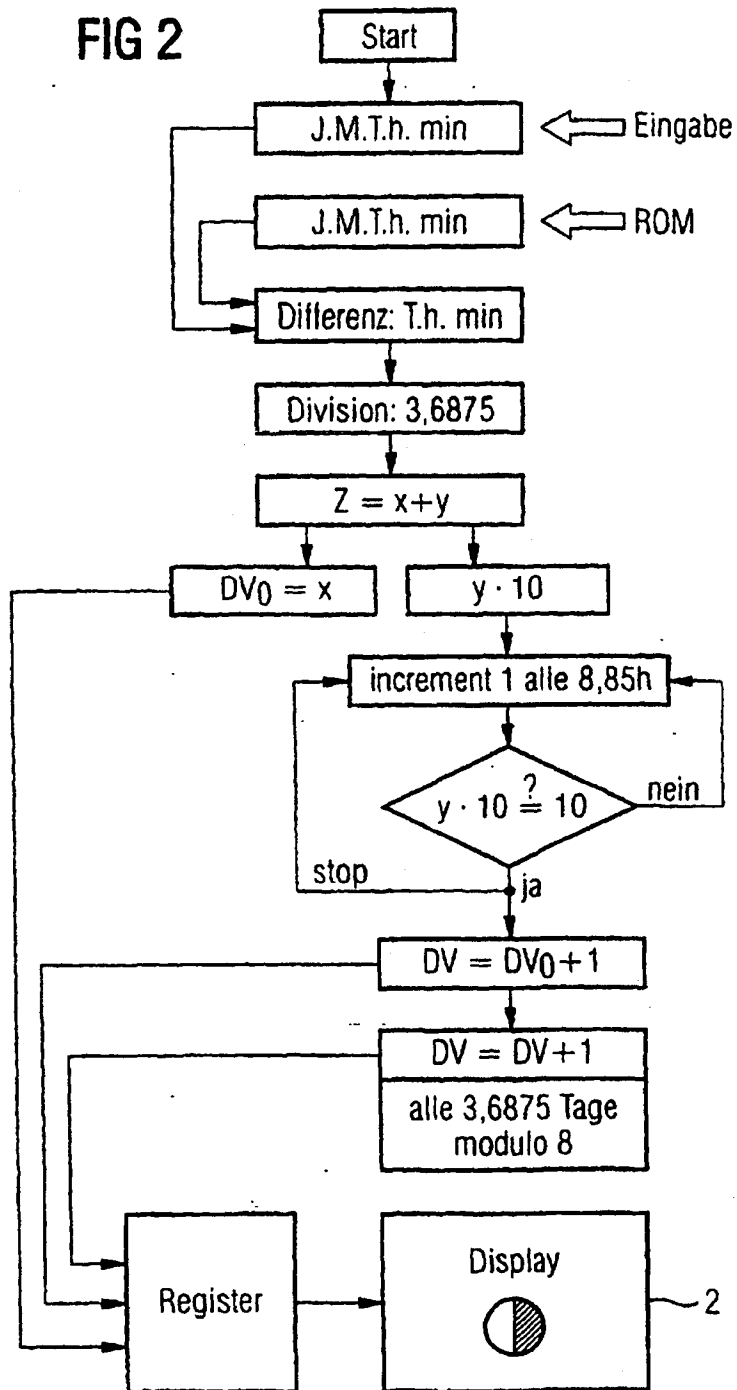 FIG 2
Start
J.M.T.h. min
Eingabe
J.M.T.h. min
ROM
Differenz: T.h. min
Division: 3,6875
Z = x+y
DV₀ = x
y · 10
increment 1 alle 8,85h
y · 10 ≟ 10
nein
stop
ja
DV = DV₀+1
DV = DV+1
alle 3,6875 Tage
modulo 8
Register
Display
2